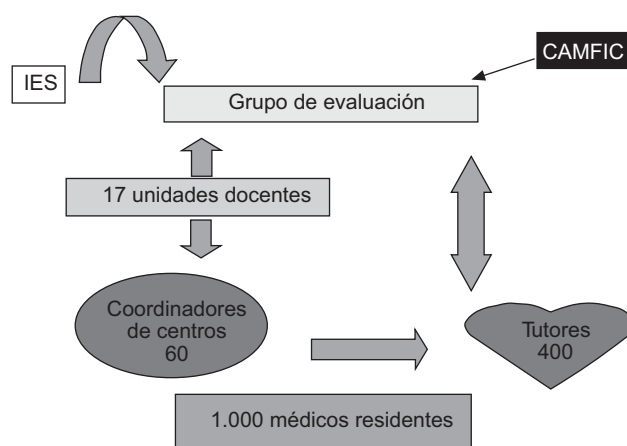 CAMFIC
IES
Grupo de evaluación
17 unidades docentes
Coordinadores
de centros
60
Tutores
400
1.000 médicos residentes